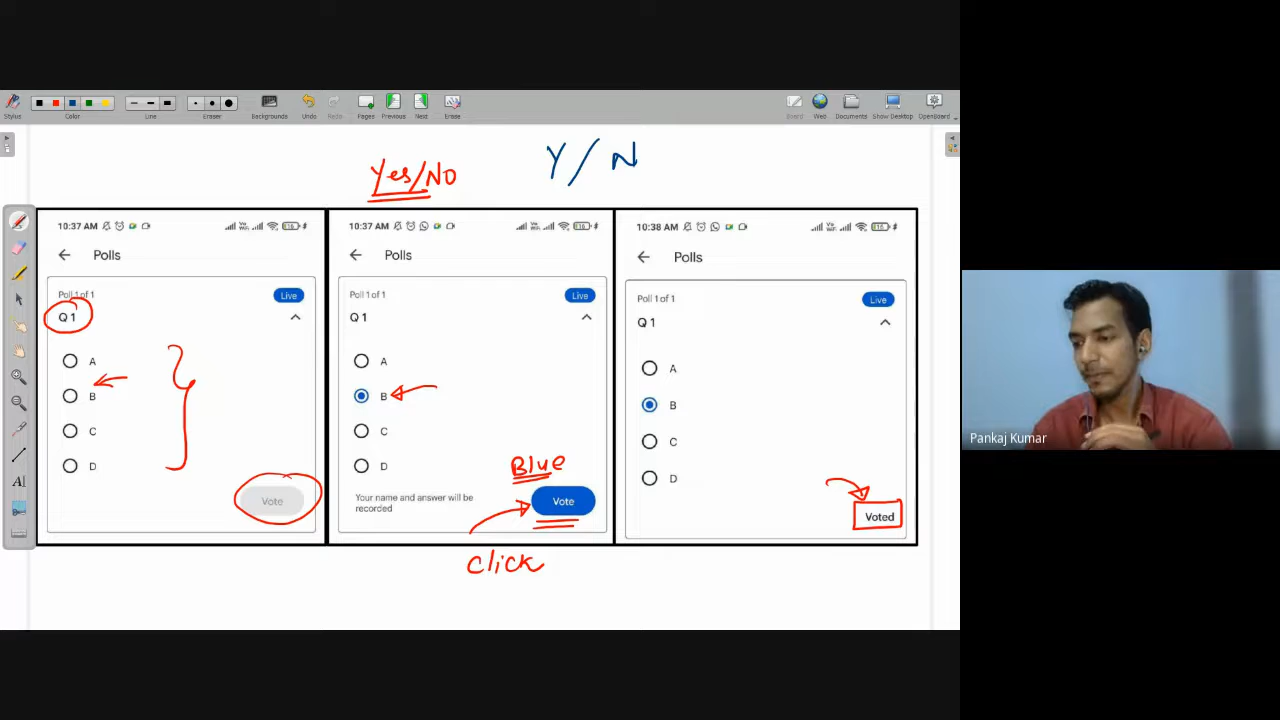 Stylus Color Line Eraser Backgrounds Undo Redo Pages Previous Next Erase Board Web Documents Show Desktop OpenBoard
Yes/No
Y/N
10:37 AM
Polls
Poll 1 of 1
Live
Q 1
A
B
C
D
Vote
10:37 AM
Polls
Poll 1 of 1
Live
Q 1
A
B
C
D
Blue
Your name and answer will be
recorded
Vote
click
10:38 AM
Polls
Poll 1 of 1
Live
Q 1
A
B
C
D
Voted
Pankaj Kumar